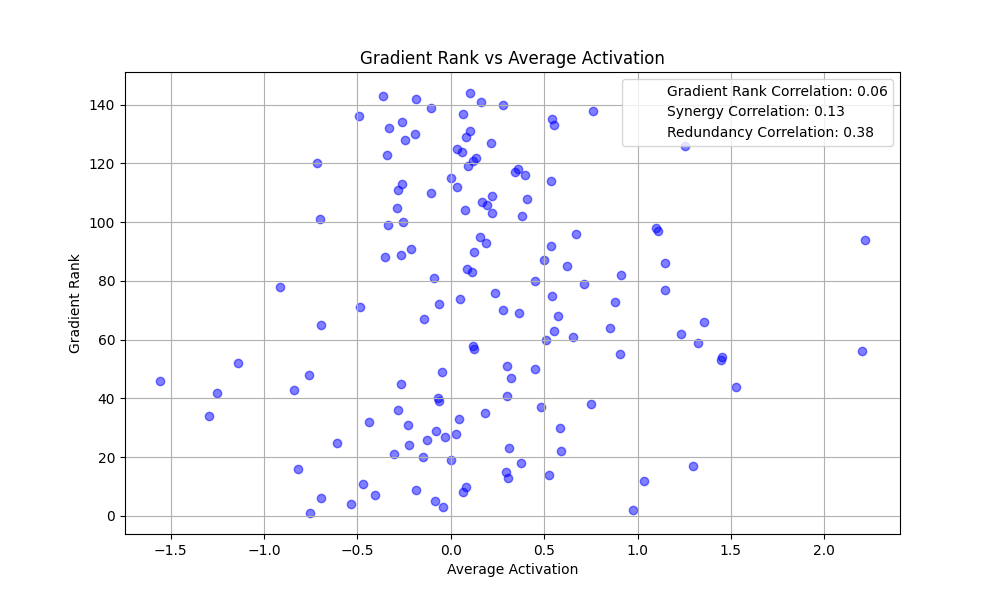 Gradient Rank vs Average Activation
Gradient Rank Correlation: 0.06
Synergy Correlation: 0.13
Redundancy Correlation: 0.38
140
120
100
80
60
40
20
0
Gradient Rank
−1.5 −1.0 −0.5 0.0 0.5 1.0 1.5 2.0
Average Activation